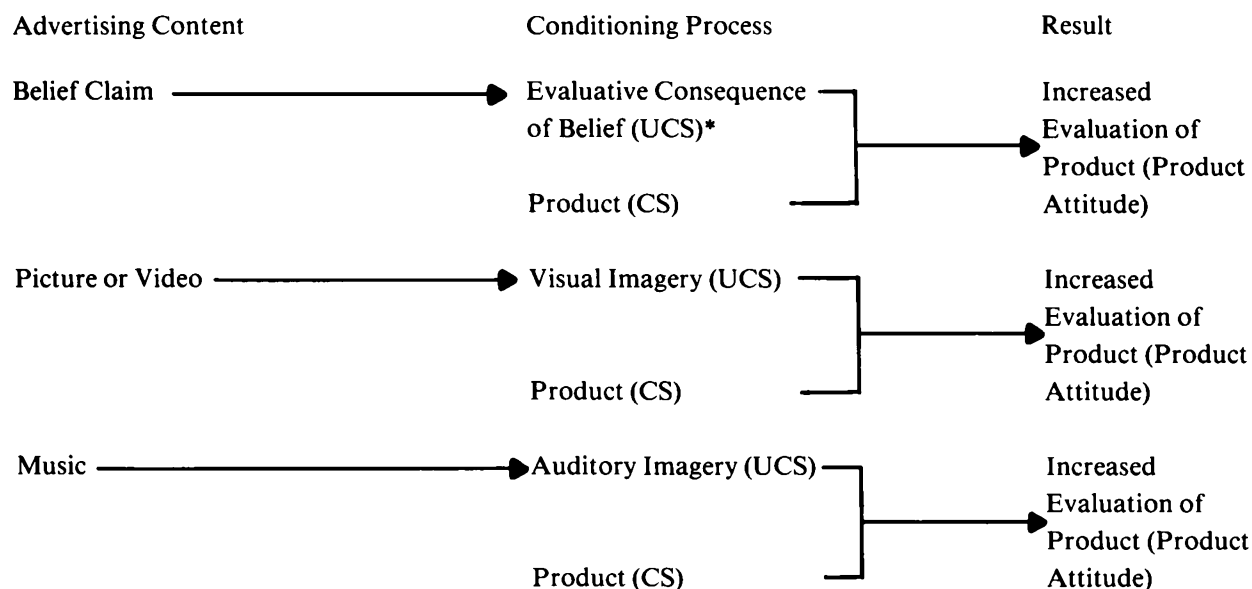 Advertising Content Conditioning Process Result
Belief Claim Evaluative Consequence Increased
of Belief (UCS)* Evaluation of
Product (Product
Product (CS) Attitude)
Picture or Video Visual Imagery (UCS) Increased
Evaluation of
Product (Product
Product (CS) Attitude)
Music Auditory Imagery (UCS) Increased
Evaluation of
Product (Product
Product (CS) Attitude)